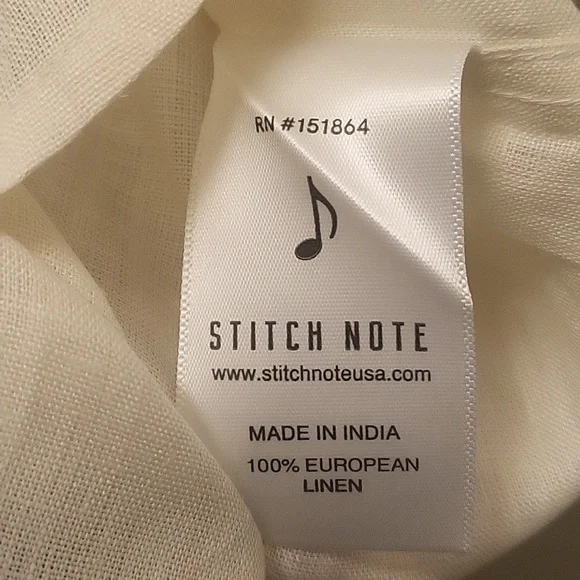 RN #151864
STITCH NOTE
www.stitchnoteusa.com
MADE IN INDIA
100% EUROPEAN
LINEN